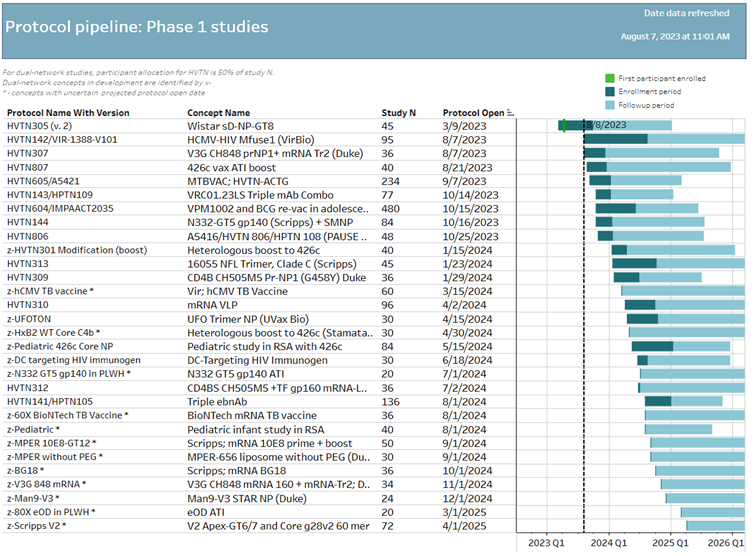 Protocol pipeline: Phase 1 studies
Date data refreshed
August 7, 2023 at 11:01 AM
For dual-network studies, participant allocation for HVTN is 50% of study N.
Dual-network concepts in development are identified by x-
* - concepts with uncertain projected protocol open date
First participant enrolled
Enrollment period
Followup period
Protocol Name With Version Concept Name Study N Protocol Open
HVTN305 (v. 2) Wistar sD-NP-GT8 45 3/9/2023 8/8/2023
HVTN142/VIR-1388-V101 HCMV-HIV Mfuse1 (VirBio) 95 8/7/2023
HVTN307 V3G CH848 prNP1+ mRNA Tr2 (Duke) 36 8/7/2023
HVTN807 426c vax ATI boost 40 8/21/2023
HVTN605/A5421 MTBVAC; HVTN-ACTG 234 9/7/2023
HVTN143/HPTN109 VRC01.23LS Triple mAb Combo 77 10/14/2023
HVTN604/IMPAACT2035 VPM1002 and BCG re-vac in adolesce.. 480 10/15/2023
HVTN144 N332-GT5 gp140 (Scripps) + SMNP 84 10/16/2023
HVTN806 A5416/HVTN 806/HPTN 108 (PAUSE .. 48 10/25/2023
z-HVTN301 Modification (boost) Heterologous boost to 426c 40 1/15/2024
HVTN313 16055 NFL Trimer, Clade C (Scripps) 45 1/23/2024
HVTN309 CD4B CH505M5 Pr-NP1 (G458Y) Duke 36 1/29/2024
z-hCMV TB vaccine * Vir; hCMV TB Vaccine 60 3/15/2024
HVTN310 mRNA VLP 96 4/2/2024
z-UFOTON UFO Trimer NP (UVax Bio) 30 4/15/2024
z-HxB2 WT Core C4b * Heterologous boost to 426c (Stamata.. 30 4/30/2024
z-Pediatric 426c Core NP Pediatric study in RSA with 426c 84 5/15/2024
z-DC targeting HIV immunogen DC-Targeting HIV Immunogen 30 6/18/2024
z-N332 GT5 gp140 in PLWH * N332 GT5 gp140 ATI 20 7/1/2024
HVTN312 CD4BS CH505M5 +TF gp160 mRNA-L.. 36 7/2/2024
HVTN141/HPTN105 Triple ebnAb 136 8/1/2024
z-60X BioNTech TB Vaccine * BioNTech mRNA TB vaccine 36 8/1/2024
z-Pediatric * Pediatric infant study in RSA 40 8/1/2024
z-MPER 10E8-GT12 * Scripps; mRNA 10E8 prime + boost 50 9/1/2024
z-MPER without PEG * MPER-656 liposome without PEG (Du.. 30 9/1/2024
z-BG18 * Scripps; mRNA BG18 36 10/1/2024
z-V3G 848 mRNA * V3G CH848 mRNA 160 + mRNA-Tr2; D.. 34 11/1/2024
z-Man9-V3 * Man9-V3 STAR NP (Duke) 24 12/1/2024
z-80X eOD in PLWH * eOD ATI 20 3/1/2025
z-Scripps V2 * V2 Apex-GT6/7 and Core g28v2 60 mer 72 4/1/2025
2023 Q1 2024 Q1 2025 Q1 2026 Q1